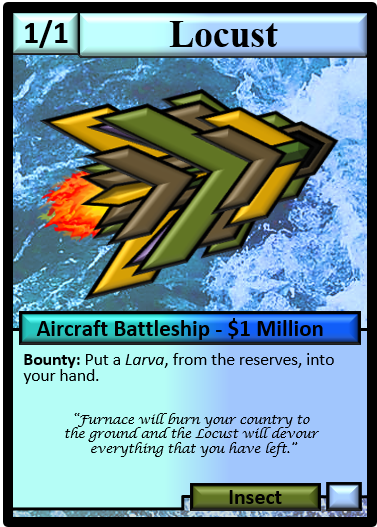 1/1 Locust
Aircraft Battleship - $1 Million
Bounty: Put a Larva, from the reserves, into
your hand.
“Furnace will burn your country to
the ground and the Locust will devour
everything that you have left.”
Insect